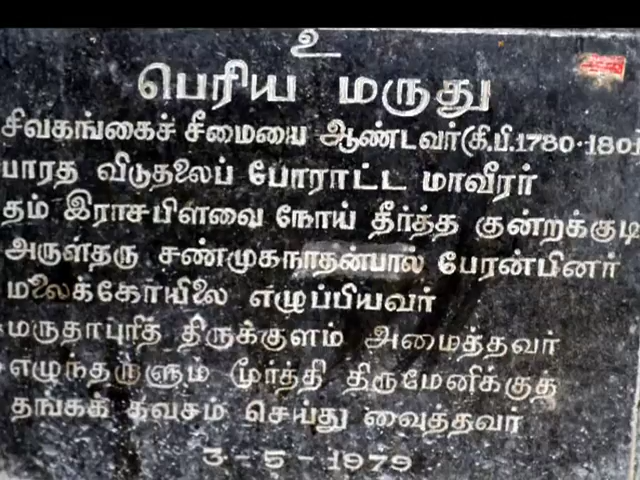 உ
பெரிய மருது
சிவகங்கைச் சீமையை ஆண்டவர்(கி.பி.1780-1801
பாரத விடுதலைப் போராட்ட மாவீரர்
தம் இராசபிளவை நோய் தீர்த்த குன்றக்குடி
அருள்தரு சண்முகநாதன்பால் பேரன்பினர்
மலைக்கோயிலை எழுப்பியவர்
மருதாபுரித் திருக்குளம் அமைத்தவர்
எழுந்தருளும் மூர்த்தி திருமேனிக்குத்
தங்கக் கவசம் செய்து வைத்தவர்
3-5-1979